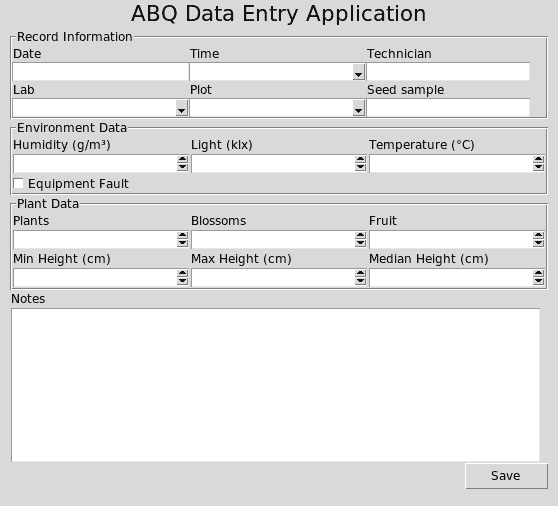 ABQ Data Entry Application
Record Information
Date Time Technician
Lab Plot Seed sample
Environment Data
Humidity (g/m³) Light (klx) Temperature (°C)
Equipment Fault
Plant Data
Plants Blossoms Fruit
Min Height (cm) Max Height (cm) Median Height (cm)
Notes
Save